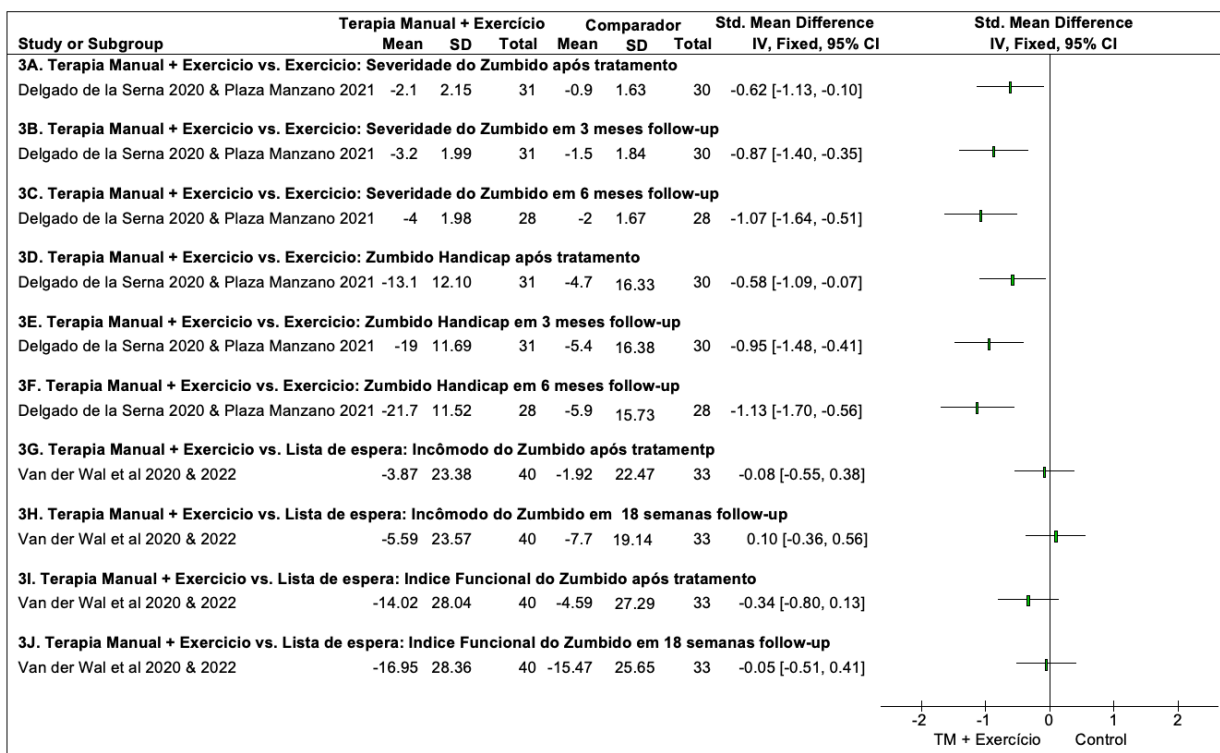 Terapia Manual + Exercício Comparador Std. Mean Difference Std. Mean Difference
Study or Subgroup Mean SD Total Mean SD Total IV, Fixed, 95% CI IV, Fixed, 95% CI
3A. Terapia Manual + Exercicio vs. Exercicio: Severidade do Zumbido após tratamento
Delgado de la Serna 2020 & Plaza Manzano 2021 -2.1 2.15 31 -0.9 1.63 30 -0.62 [-1.13, -0.10]
3B. Terapia Manual + Exercicio vs. Exercicio: Severidade do Zumbido em 3 meses follow-up
Delgado de la Serna 2020 & Plaza Manzano 2021 -3.2 1.99 31 -1.5 1.84 30 -0.87 [-1.40, -0.35]
3C. Terapia Manual + Exercicio vs. Exercicio: Severidade do Zumbido em 6 meses follow-up
Delgado de la Serna 2020 & Plaza Manzano 2021 -4 1.98 28 -2 1.67 28 -1.07 [-1.64, -0.51]
3D. Terapia Manual + Exercicio vs. Exercicio: Zumbido Handicap após tratamento
Delgado de la Serna 2020 & Plaza Manzano 2021 -13.1 12.10 31 -4.7 16.33 30 -0.58 [-1.09, -0.07]
3E. Terapia Manual + Exercicio vs. Exercicio: Zumbido Handicap em 3 meses follow-up
Delgado de la Serna 2020 & Plaza Manzano 2021 -19 11.69 31 -5.4 16.38 30 -0.95 [-1.48, -0.41]
3F. Terapia Manual + Exercicio vs. Exercicio: Zumbido Handicap em 6 meses follow-up
Delgado de la Serna 2020 & Plaza Manzano 2021 -21.7 11.52 28 -5.9 15.73 28 -1.13 [-1.70, -0.56]
3G. Terapia Manual + Exercicio vs. Lista de espera: Incômodo do Zumbido após tratamentp
Van der Wal et al 2020 & 2022 -3.87 23.38 40 -1.92 22.47 33 -0.08 [-0.55, 0.38]
3H. Terapia Manual + Exercicio vs. Lista de espera: Incômodo do Zumbido em 18 semanas follow-up
Van der Wal et al 2020 & 2022 -5.59 23.57 40 -7.7 19.14 33 0.10 [-0.36, 0.56]
3I. Terapia Manual + Exercicio vs. Lista de espera: Indice Funcional do Zumbido após tratamento
Van der Wal et al 2020 & 2022 -14.02 28.04 40 -4.59 27.29 33 -0.34 [-0.80, 0.13]
3J. Terapia Manual + Exercicio vs. Lista de espera: Indice Funcional do Zumbido em 18 semanas follow-up
Van der Wal et al 2020 & 2022 -16.95 28.36 40 -15.47 25.65 33 -0.05 [-0.51, 0.41]
-2 -1 0 1 2
TM + Exercício Control